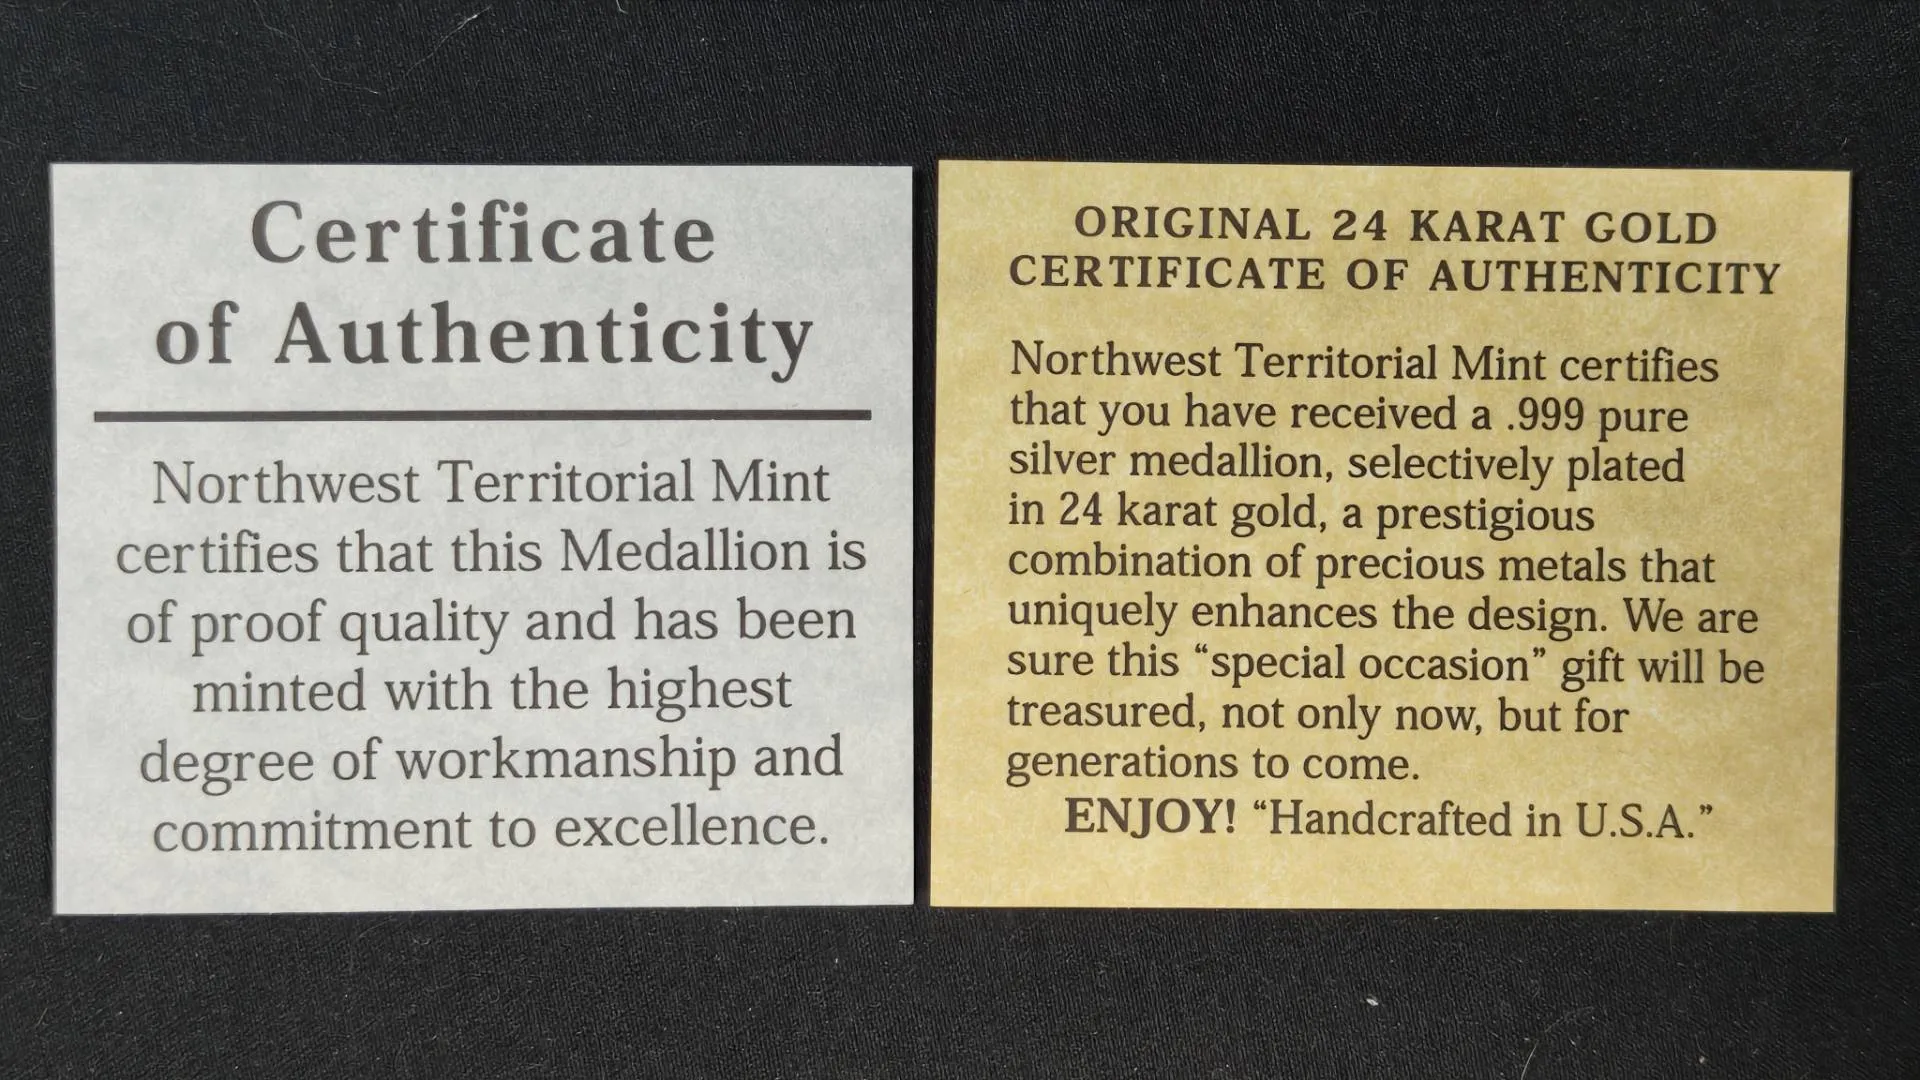 Certificate
of Authenticity
Northwest Territorial Mint
certifies that this Medallion is
of proof quality and has been
minted with the highest
degree of workmanship and
commitment to excellence.
ORIGINAL 24 KARAT GOLD
CERTIFICATE OF AUTHENTICITY
Northwest Territorial Mint certifies
that you have received a .999 pure
silver medallion, selectively plated
in 24 karat gold, a prestigious
combination of precious metals that
uniquely enhances the design. We are
sure this “special occasion” gift will be
treasured, not only now, but for
generations to come.
ENJOY! “Handcrafted in U.S.A.”